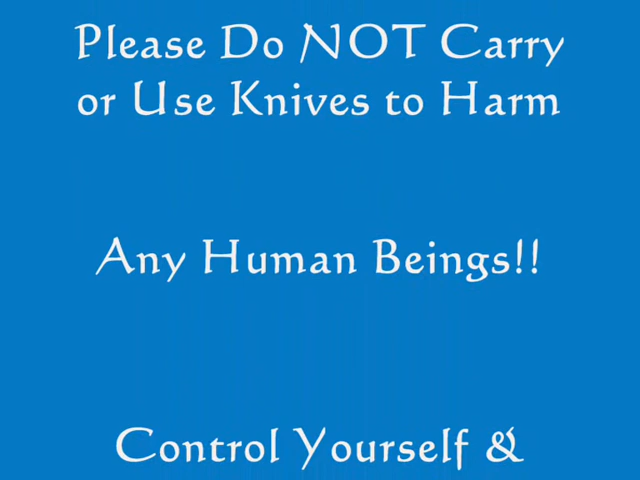 Please Do NOT Carry
or Use Knives to Harm
Any Human Beings!!
Control Yourself &